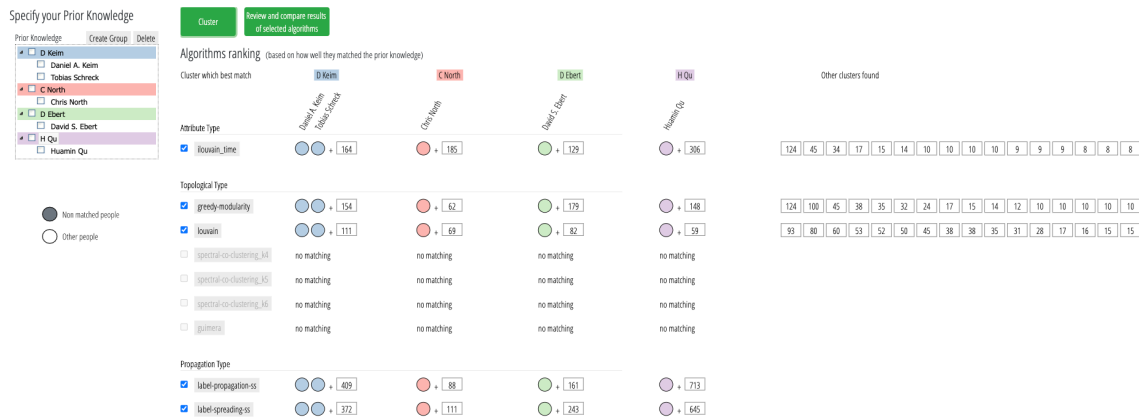 Specify your Prior Knowledge
Cluster
Review and compare results
of selected algorithms
Prior Knowledge Create Group Delete
D Keim
Daniel A. Keim
Tobias Schreck
C North
Chris North
D Ebert
David S. Ebert
H Qu
Huamin Qu
Non matched people
Other people
Algorithms ranking (based on how well they matched the prior knowledge)
Cluster which best match D Keim C North D Ebert H Qu Other clusters found
Daniel A. Keim
Tobias Schreck
Chris North
David S. Ebert
Huamin Qu
Attribute Type
ilouvain_time + 164 + 185 + 129 + 306 124 45 34 17 15 14 10 10 10 10 9 9 9 8 8 8
Topological Type
greedy-modularity + 154 + 62 + 179 + 148 124 100 45 38 35 32 24 17 15 14 12 10 10 10 10 10
louvain + 111 + 69 + 82 + 59 93 80 60 53 52 50 45 38 38 35 31 28 17 16 15 15
spectral-co-clustering_k4 no matching no matching no matching no matching
spectral-co-clustering_k5 no matching no matching no matching no matching
spectral-co-clustering_k6 no matching no matching no matching no matching
guimera no matching no matching no matching no matching
Propagation Type
label-propagation-ss + 409 + 88 + 161 + 713
label-spreading-ss + 372 + 111 + 243 + 645